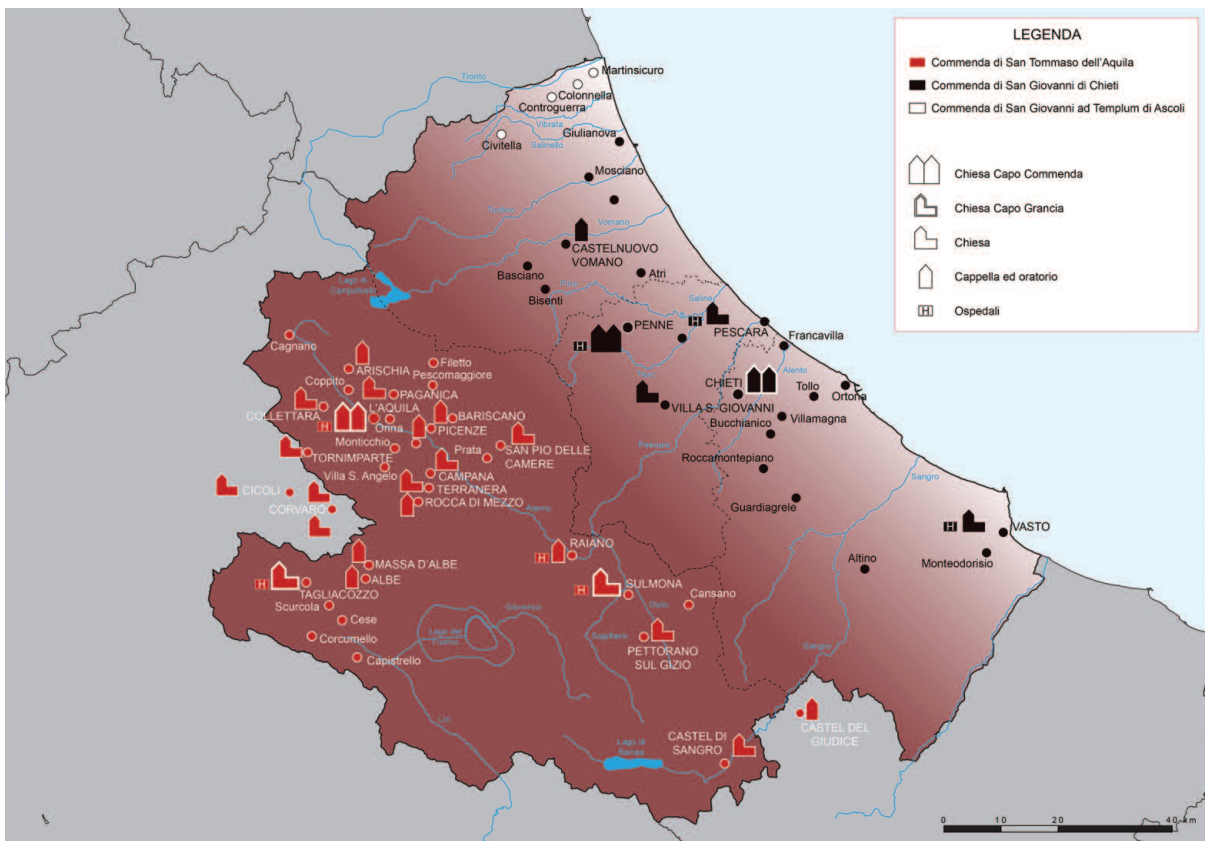 LEGENDA
Commenda di San Tommaso dell'Aquila
Commenda di San Giovanni di Chieti
Commenda di San Giovanni ad Templum di Ascoli
Chiesa Capo Commenda
Chiesa Capo Grancia
Chiesa
Cappella ed oratorio
H Ospedali
Tronto
Martinsicuro
Colonnella
Controguerra
Vibrata
Giulianova
Civitella
Salinello
Mosciano
Vomano
CASTELNUOVO
VOMANO
Basciano
Atri
Bisenti
Saline
H
PENNE
PESCARA
H
Francavilla
Cagnano
ARISCHIA
Filetto
Pescomaggiore
Coppito
PAGANICA
CHIETI
Alento
Tollo
Ortona
COLLETTARA
L'AQUILA
BARISCANO
VILLA S. GIOVANNI
Villamagna
H
Onna
PICENZE
Bucchianico
Monticchio
Prata
SAN PIO DELLE
CAMERE
TORNIMPARTE
Villa S. Angelo
CAMPANA
Roccamontepiano
Sangro
CICOLI
TERRANERA
ROCCA DI MEZZO
Guardiagrele
CORVARO
Aterno
H
VASTO
H
RAIANO
Monteodorisio
MASSA D'ALBE
Altino
ALBE
H
TAGLIACOZZO
H
SULMONA
Cansano
Scurcola
Cese
Corcumello
Capistrello
PETTORANO
SUL GIZIO
Sangro
CASTEL DEL
GIUDICE
CASTEL DI
SANGRO
Lago di
0 10 20 40 km